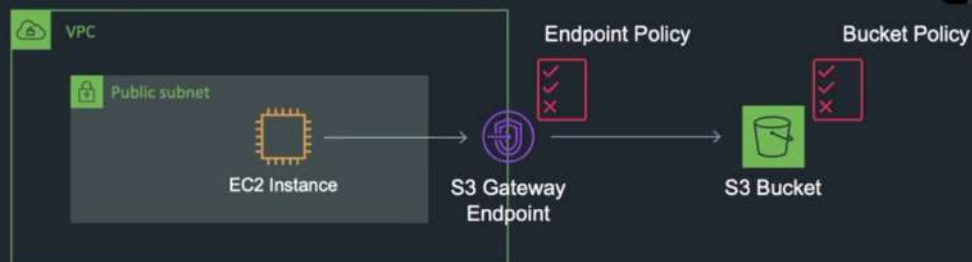 VPC
Endpoint Policy
Bucket Policy
Public subnet
EC2 Instance
S3 Gateway
Endpoint
S3 Bucket